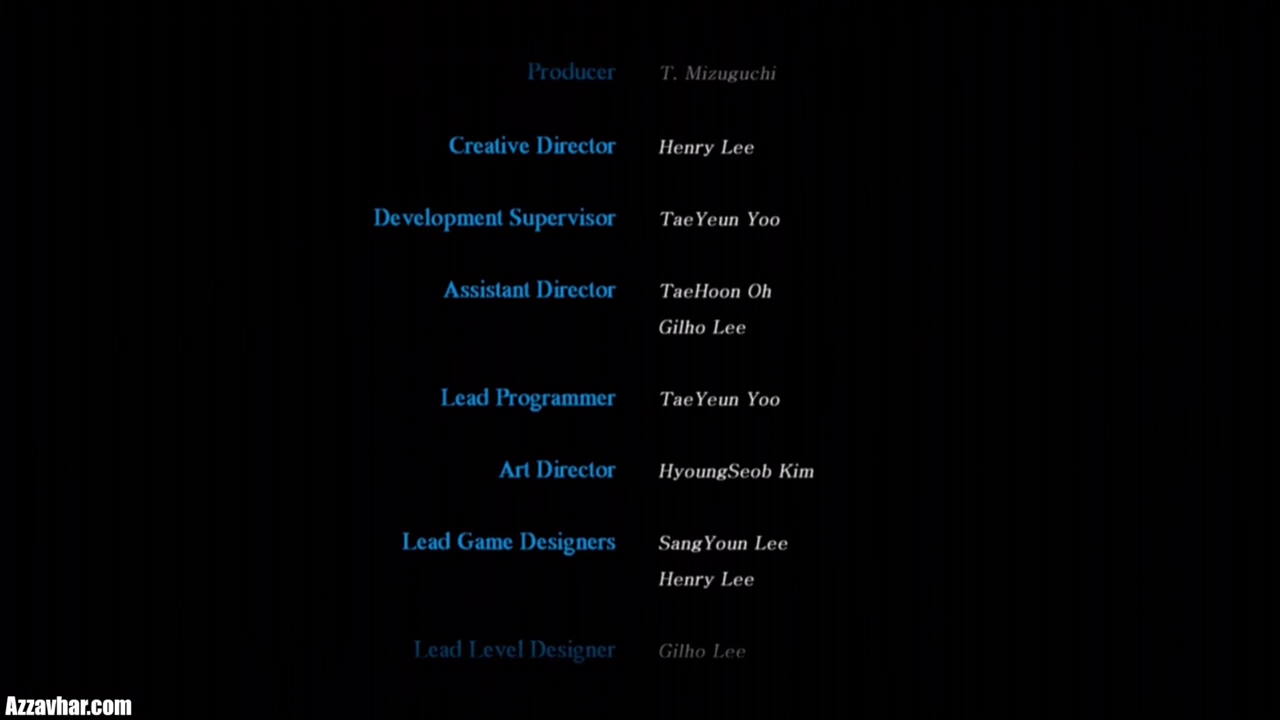 Producer T. Mizuguchi
Creative Director Henry Lee
Development Supervisor TaeYeun Yoo
Assistant Director TaeHoon Oh
Gilho Lee
Lead Programmer TaeYeun Yoo
Art Director HyoungSeob Kim
Lead Game Designers SangYoun Lee
Henry Lee
Lead Level Designer Gilho Lee
Azzavhar.com